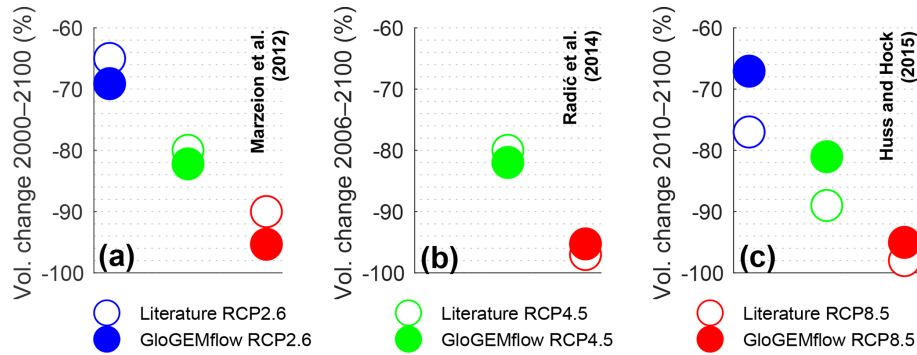 Vol. change 2000–2100 (%)
-60
-70
-80
-90
-100
Marzeion et al.
(2012)
(a)
Vol. change 2006–2100 (%)
-60
-70
-80
-90
-100
Radić et al.
(2014)
(b)
Vol. change 2010–2100 (%)
-60
-70
-80
-90
-100
Huss and Hock
(2015)
(c)
Literature RCP2.6
GloGEMflow RCP2.6
Literature RCP4.5
GloGEMflow RCP4.5
Literature RCP8.5
GloGEMflow RCP8.5